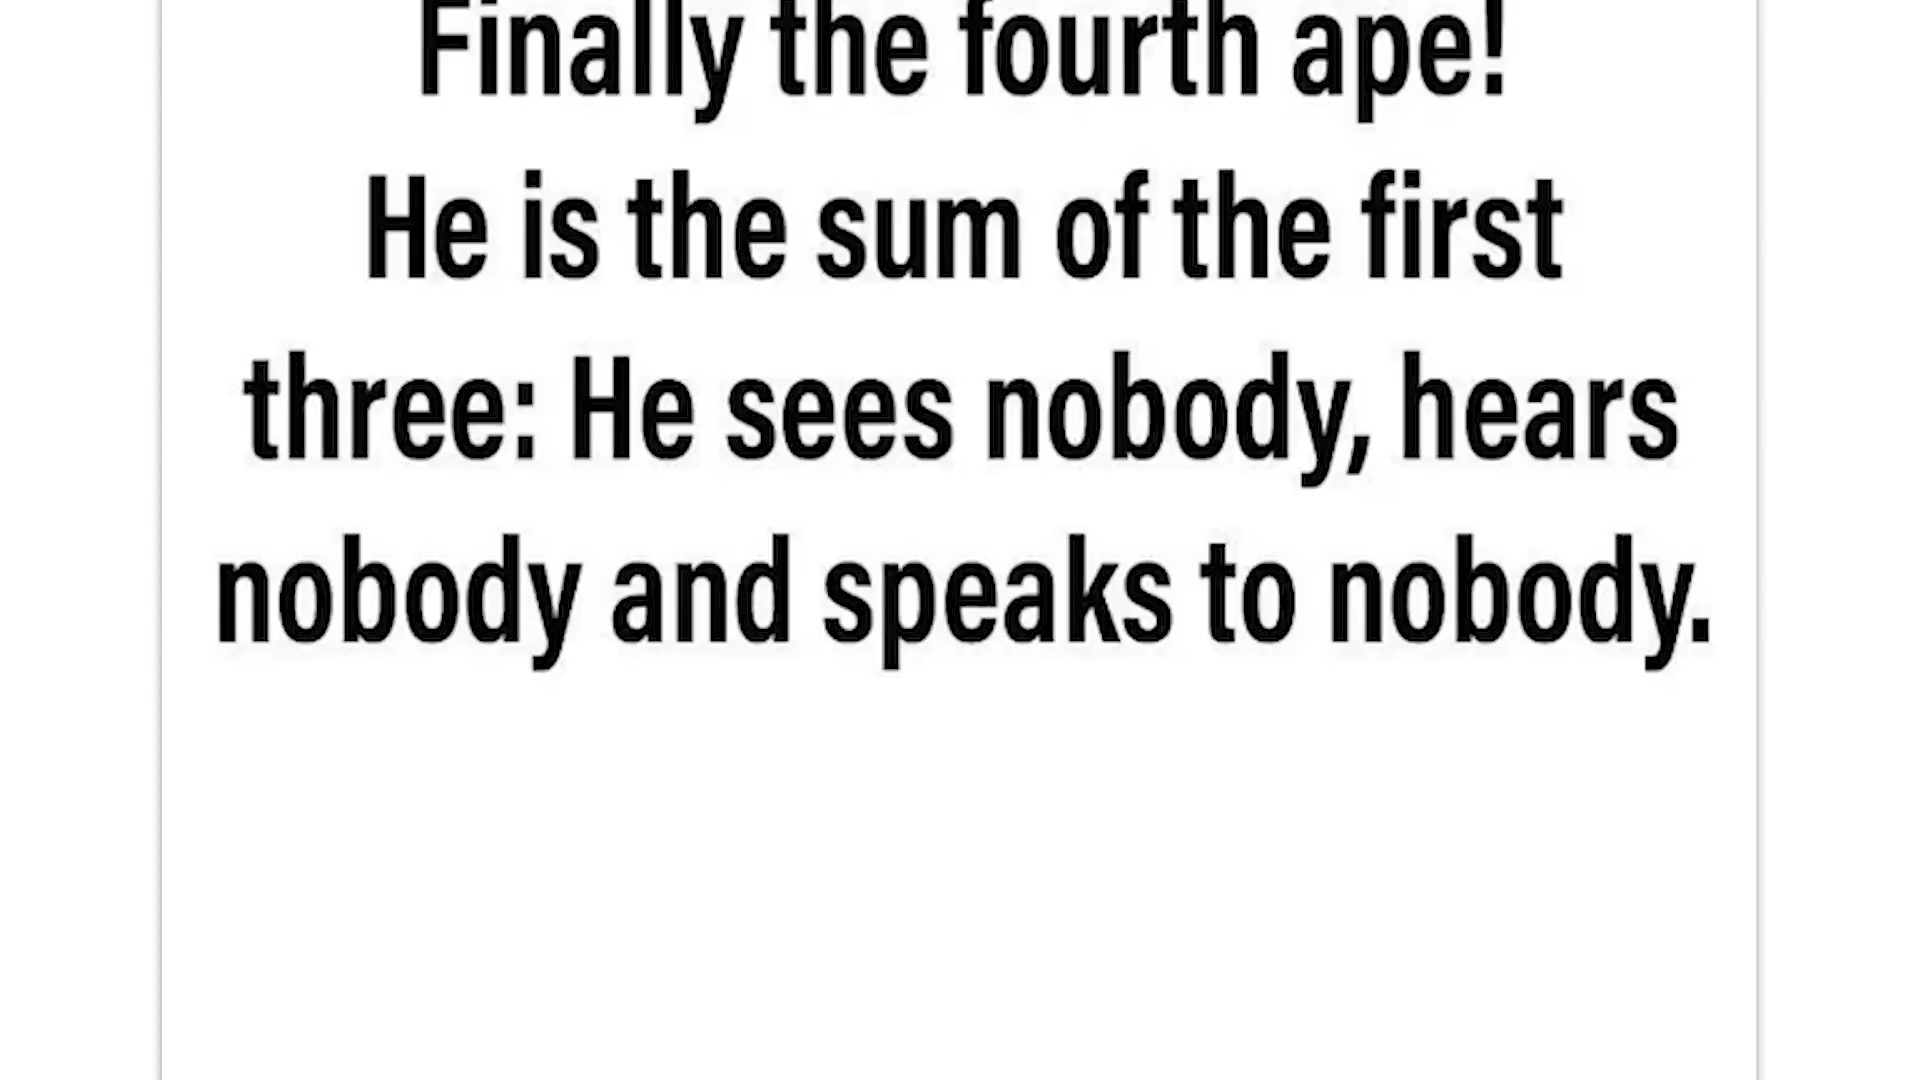 Finally the fourth ape!
He is the sum of the first
three: He sees nobody, hears
nobody and speaks to nobody.